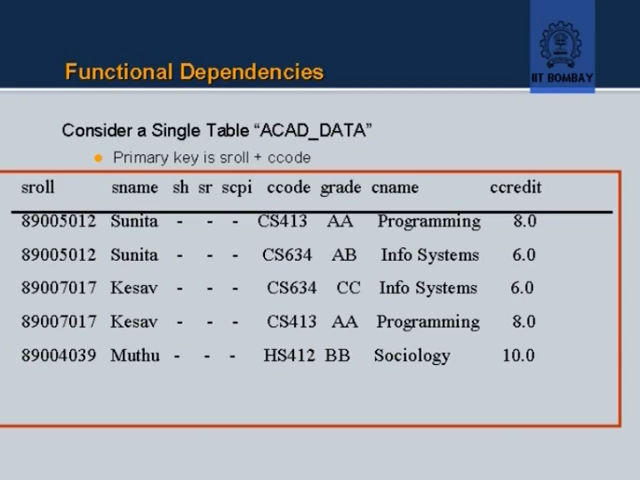 Functional Dependencies
IIT BOMBAY
Consider a Single Table “ACAD_DATA”
Primary key is sroll + ccode
sroll sname sh sr scpi ccode grade cname ccredit
89005012 Sunita - - - CS413 AA Programming 8.0
89005012 Sunita - - - CS634 AB Info Systems 6.0
89007017 Kesav - - - CS634 CC Info Systems 6.0
89007017 Kesav - - - CS413 AA Programming 8.0
89004039 Muthu - - - HS412 BB Sociology 10.0